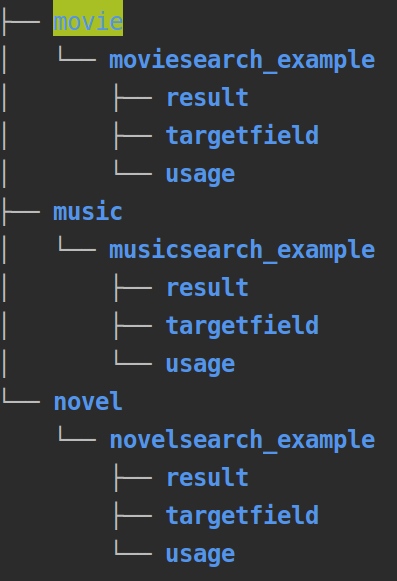 ├── movie
│   └── moviesearch_example
│       ├── result
│       ├── targetfield
│       └── usage
├── music
│   └── musicsearch_example
│       ├── result
│       ├── targetfield
│       └── usage
└── novel
    └── novelsearch_example
        ├── result
        ├── targetfield
        └── usage